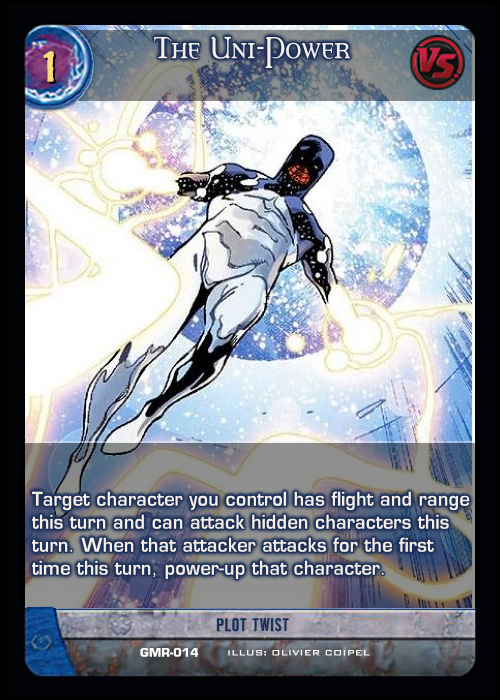 1
The Uni-Power
VS.
Target character you control has flight and range
this turn and can attack hidden characters this
turn. When that attacker attacks for the first
time this turn, power-up that character.
PLOT TWIST
GMR-014 ILLUS: OLIVIER COIPEL